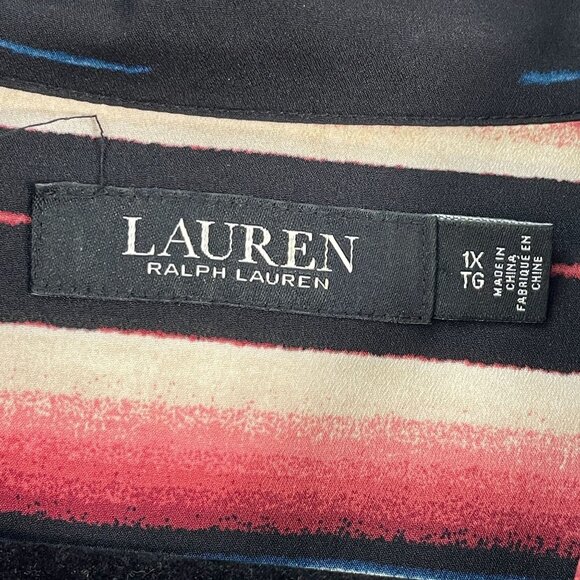 LAUREN
RALPH LAUREN
1X
TG
MADE IN
CHINA
FABRIQUÉ EN
CHINE